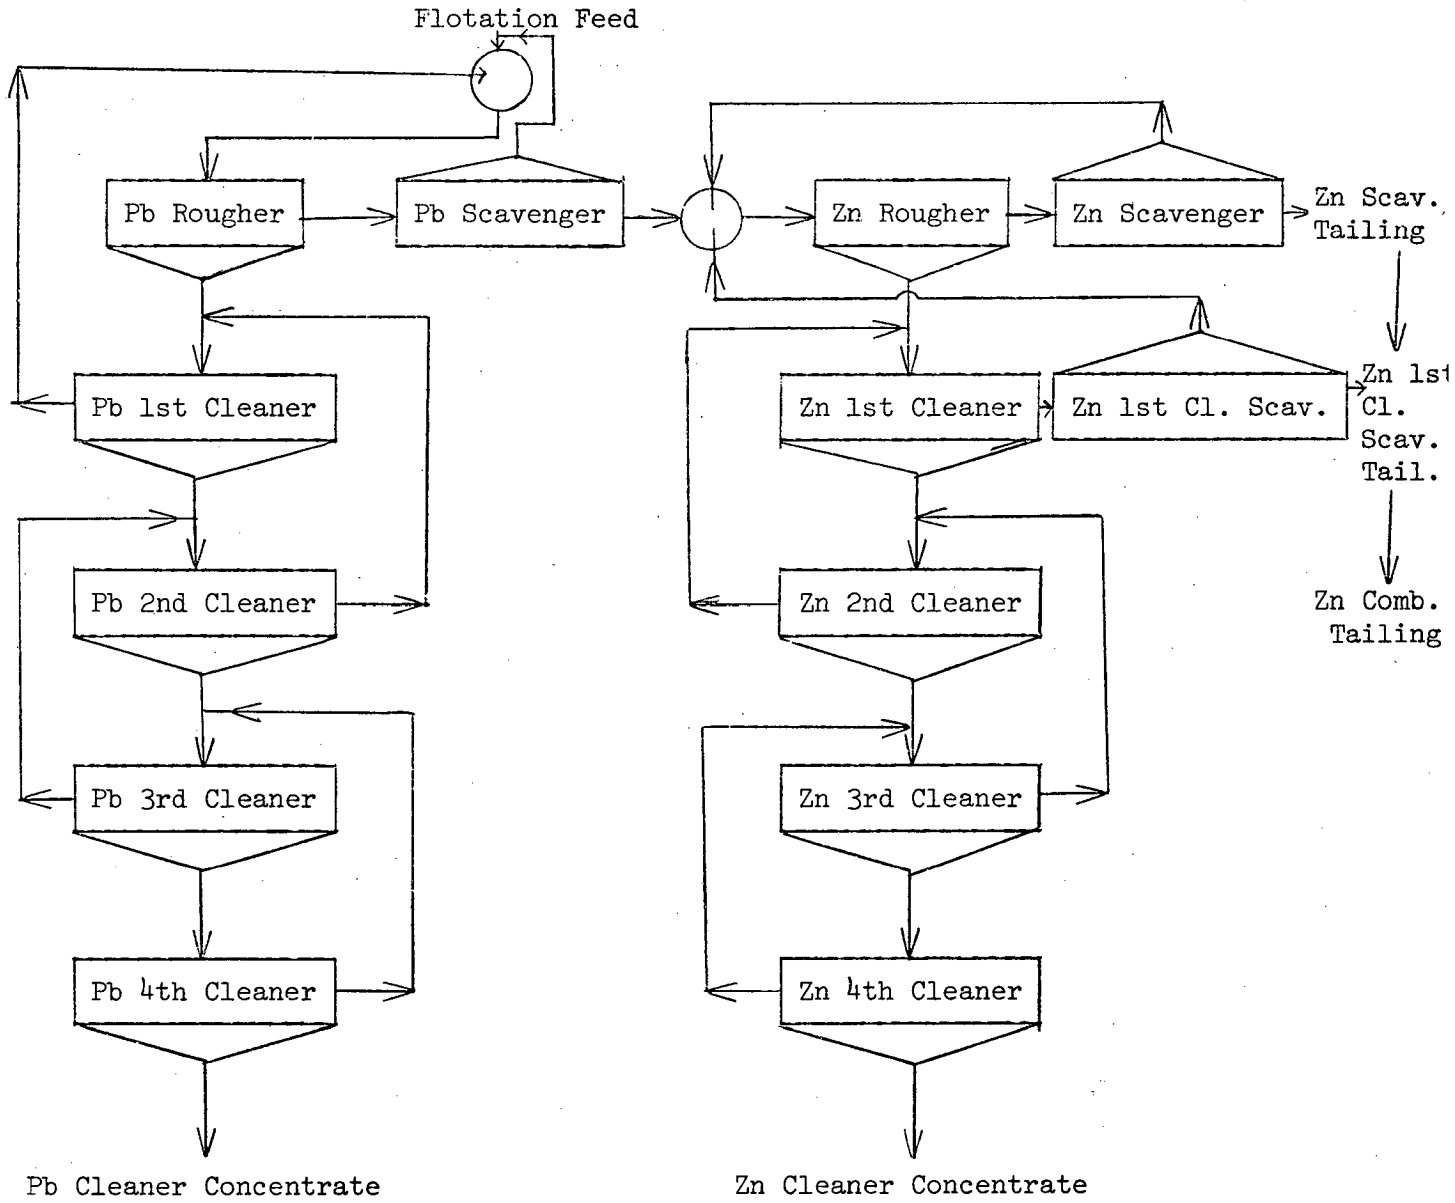 Flotation Feed
Pb Rougher
Pb Scavenger
Zn Rougher
Zn Scavenger
Zn Scav.
Tailing
Pb 1st Cleaner
Zn 1st Cleaner
Zn 1st Cl. Scav.
Zn 1st
Cl.
Scav.
Tail.
Pb 2nd Cleaner
Zn 2nd Cleaner
Zn Comb.
Tailing
Pb 3rd Cleaner
Zn 3rd Cleaner
Pb 4th Cleaner
Zn 4th Cleaner
Pb Cleaner Concentrate
Zn Cleaner Concentrate